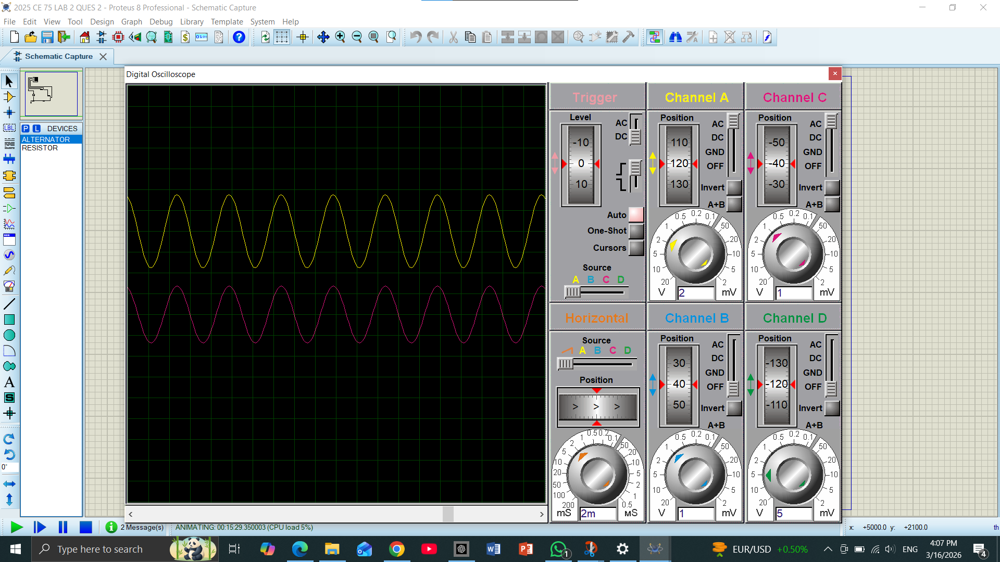 2025 CE 75 LAB 2 QUES 2 - Proteus 8 Professional - Schematic Capture
File Edit View Tool Design Graph Debug Library Template System Help
Schematic Capture
Digital Oscilloscope
P L DEVICES
ALTERNATOR
RESISTOR
LBL
A
S
0°
Trigger
Level
-10
0
10
AC
DC
Auto
One-Shot
Cursors
Source
A B C D
Channel A
Position
110
120
130
AC
DC
GND
OFF
Invert
A+B
0.5 0.2 0.1
1 50
2 20
5 10
10 5
20 2
V 2 mV
Channel C
Position
-50
-40
-30
AC
DC
GND
OFF
Invert
A+B
0.5 0.2 0.1
1 50
2 20
5 10
10 5
20 2
V 1 mV
Horizontal
Source
A B C D
Position
> > >
0.5 0.2 0.1
1 50
2 20
5 10
10 5
20 2
50 1
100 0.5
200
mS 2m мS
Channel B
Position
30
40
50
AC
DC
GND
OFF
Invert
A+B
0.5 0.2 0.1
1 50
2 20
5 10
10 5
20 2
V 1 mV
Channel D
Position
-130
-120
-110
AC
DC
GND
OFF
Invert
A+B
0.5 0.2 0.1
1 50
2 20
5 10
10 5
20 2
V 5 mV
2 Message(s) ANIMATING: 00:15:29.350003 (CPU load 5%) x: +5000.0 y: +2100.0 th
Type here to search
1
EUR/USD +0.50%
ENG
4:07 PM
3/16/2026
4